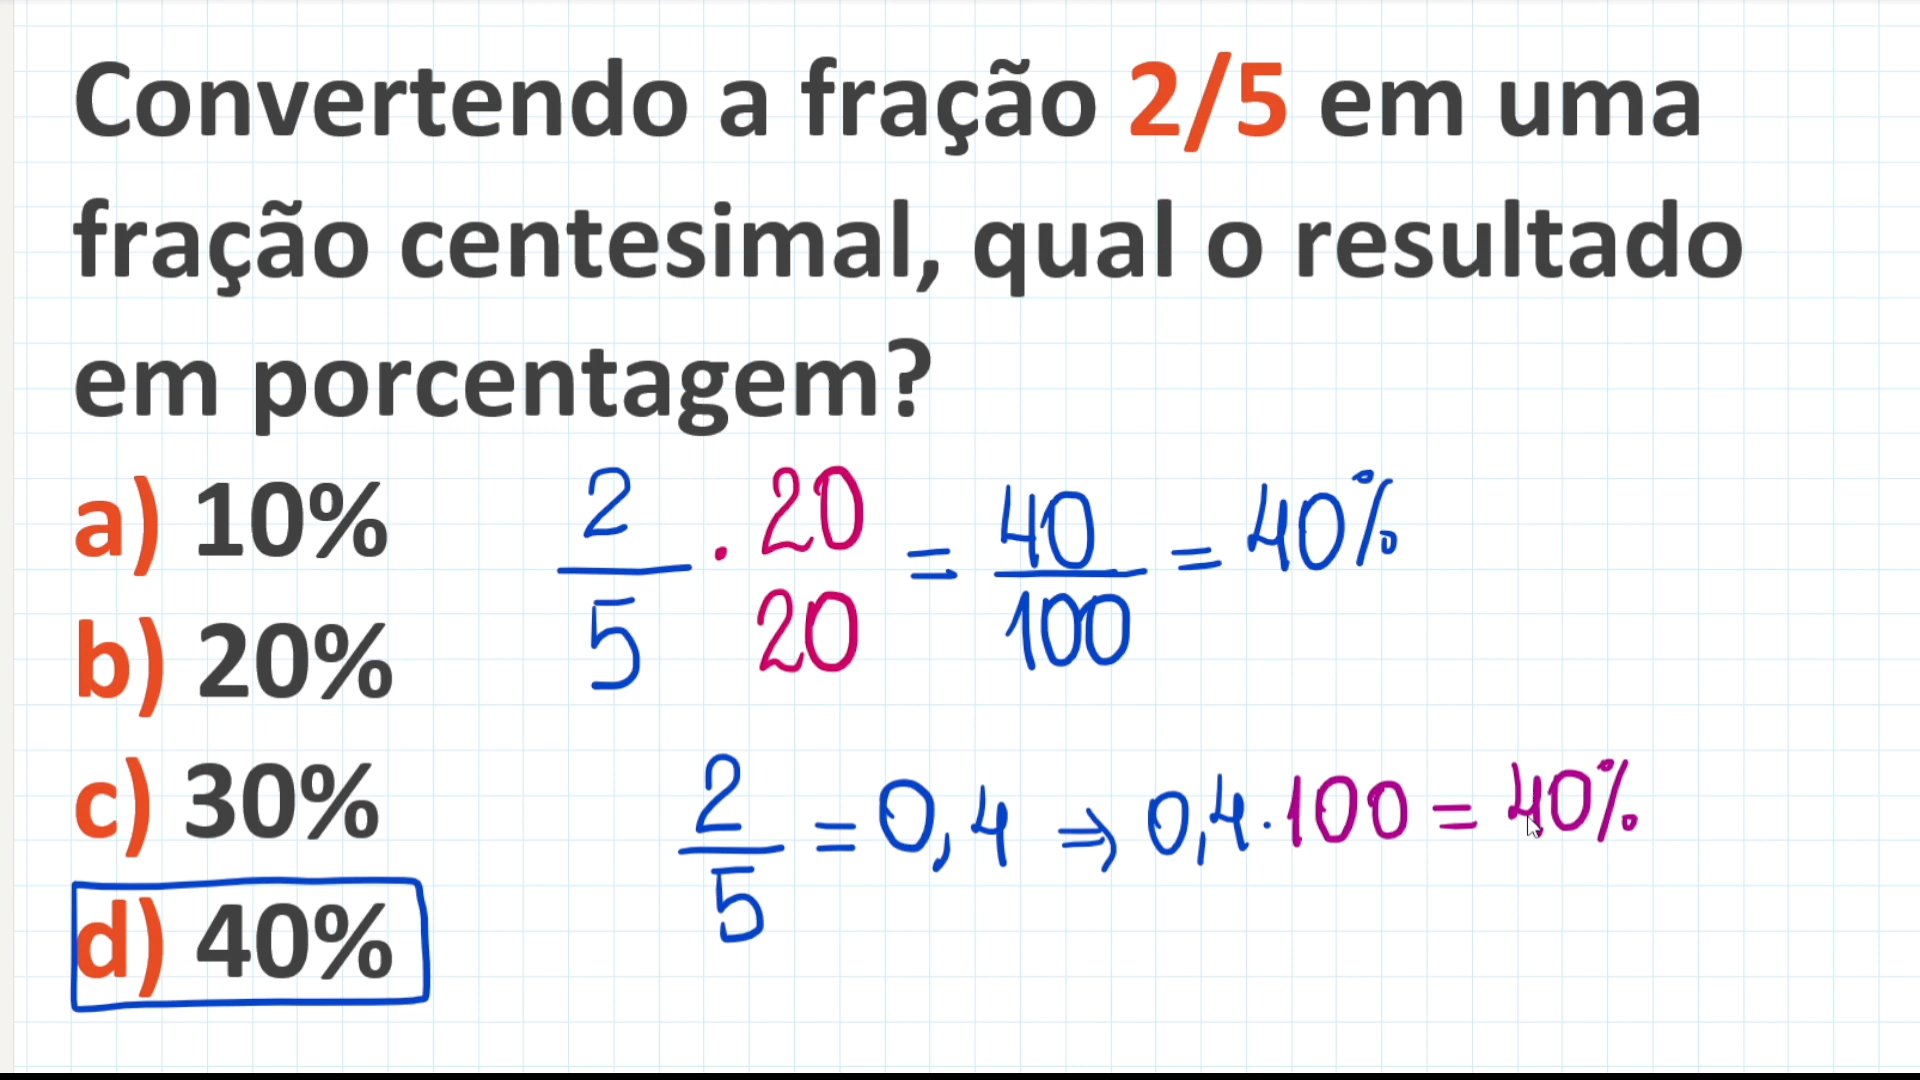 Convertendo a fração 2/5 em uma
fração centesimal, qual o resultado
em porcentagem?
a) 10%
b) 20%
c) 30%
d) 40%
2/5 . 20/20 = 40/100 = 40%
2/5 = 0,4 ⇒ 0,4 . 100 = 40%